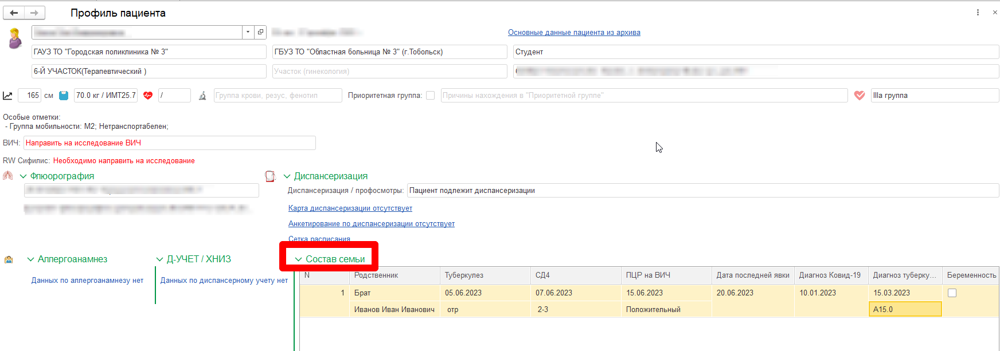 Профиль пациента
Основные данные пациента из архива
ГАУЗ ТО "Городская поликлиника № 3" ГБУЗ ТО "Областная больница № 3" (г.Тобольск) Студент
6-Й УЧАСТОК(Терапевтический ) Участок (гинекология)
165 см 70.0 кг / ИМТ25.7 / Группа крови, резус, фенотип Приоритетная группа: Причины нахождения в "Приоритетной группе" IIIа группа
Особые отметки:
- Группа мобильности: М2; Нетранспортабелен;
ВИЧ: Направить на исследование ВИЧ
RW Сифилис: Необходимо направить на исследование
Флюорография Диспансеризация
Диспансеризация / профосмотры: Пациент подлежит диспансеризации
Карта диспансеризации отсутствует
Анкетирование по диспансеризации отсутствует
Сетка расписания
Аллергоанамнез Д-УЧЕТ / ХНИЗ Состав семьи
N Родственник Туберкулез СД4 ПЦР на ВИЧ Дата последней явки Диагноз Ковид-19 Диагноз туберку... Беременность
Данных по аллергоанамнезу нет Данных по диспансерному учету нет
1 Брат 05.06.2023 07.06.2023 15.06.2023 20.06.2023 10.01.2023 15.03.2023
Иванов Иван Иванович отр 2-3 Положительный А15.0